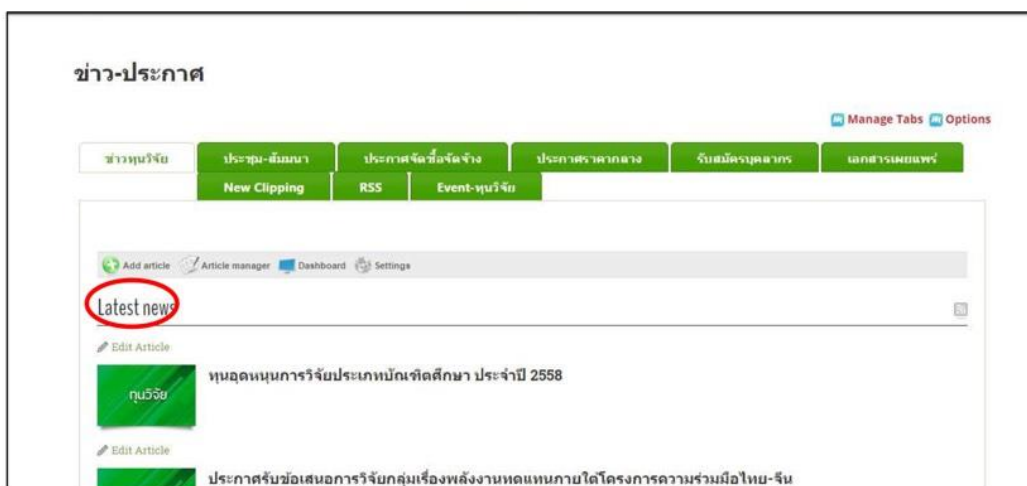 ข่าว-ประกาศ
Manage Tabs Options
ข่าวทุนวิจัย ประชุม-สัมมนา ประกาศจัดซื้อจัดจ้าง ประกาศราคากลาง รับสมัครบุคลากร เอกสารเผยแพร่
New Clipping RSS Event-ทุนวิจัย
Add article Article manager Dashboard Settings
Latest news
Edit Article
ทุนวิจัย
ทุนอุดหนุนการวิจัยประเภทบัณฑิตศึกษา ประจำปี 2558
Edit Article
ประกาศรับข้อเสนอการวิจัยกลุ่มเรื่องพลังงานทดแทนภายใต้โครงการความร่วมมือไทย-จีน